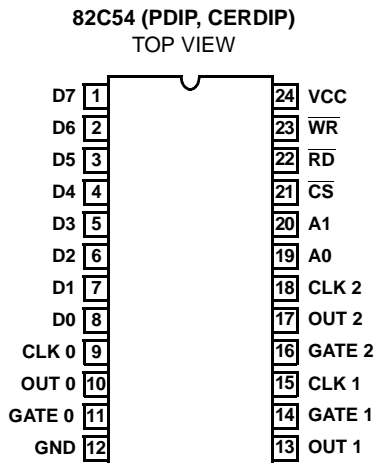 82C54 (PDIP, CERDIP)
TOP VIEW
D7 1 24 VCC
D6 2 23 W̅R̅
D5 3 22 R̅D̅
D4 4 21 C̅S̅
D3 5 20 A1
D2 6 19 A0
D1 7 18 CLK 2
D0 8 17 OUT 2
CLK 0 9 16 GATE 2
OUT 0 10 15 CLK 1
GATE 0 11 14 GATE 1
GND 12 13 OUT 1